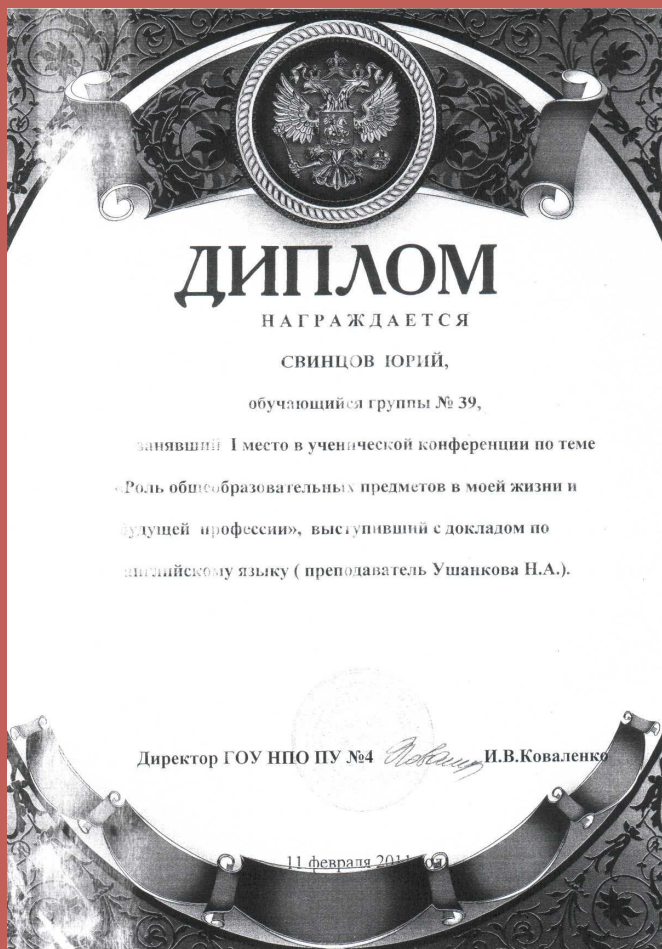 ДИПЛОМ
НАГРАЖДАЕТСЯ
СВИНЦОВ ЮРИЙ,
обучающийся группы № 39,
занявший I место в ученической конференции по теме
«Роль общеобразовательных предметов в моей жизни и
будущей профессии», выступивший с докладом по
английскому языку ( преподаватель Ушанкова Н.А.).
Директор ГОУ НПО ПУ №4 И.В.Коваленко
11 февраля 2011 год